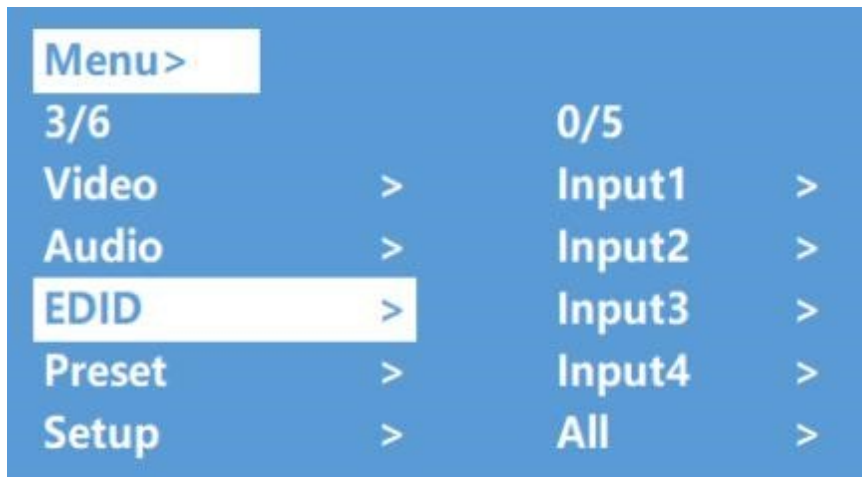 Menu>
3/6 0/5
Video > Input1 >
Audio > Input2 >
EDID > Input3 >
Preset > Input4 >
Setup > All >